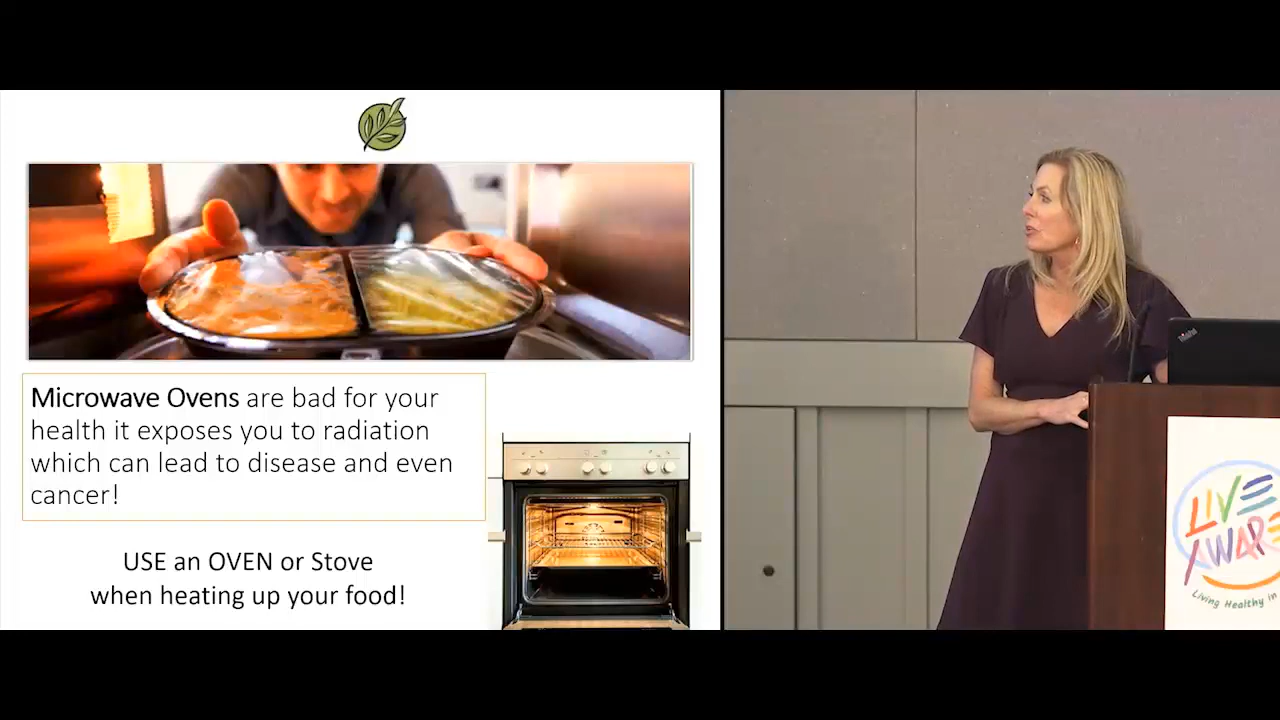 Microwave Ovens are bad for your
health it exposes you to radiation
which can lead to disease and even
cancer!
USE an OVEN or Stove
when heating up your food!
ThinkPad
LIVE
AWARE
Living Healthy in